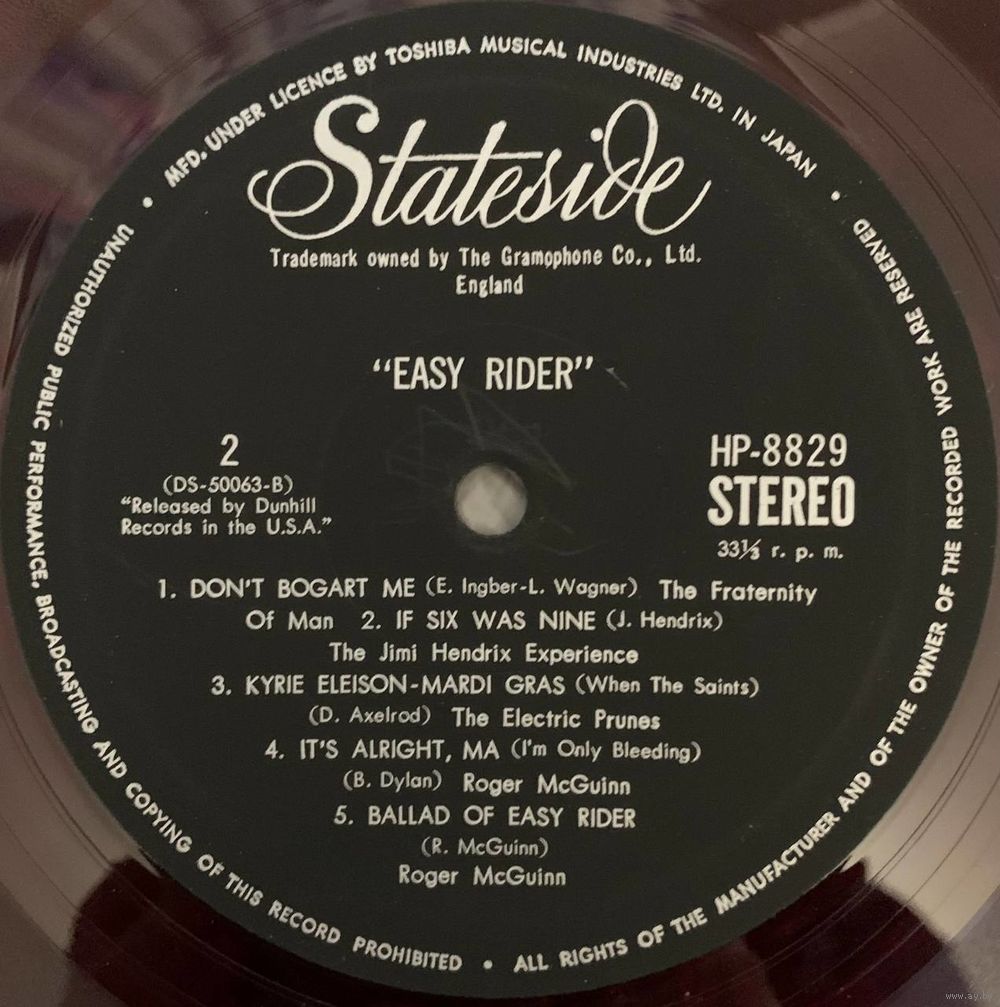 MFD. UNDER LICENCE BY TOSHIBA MUSICAL INDUSTRIES LTD. IN JAPAN
Stateside
Trademark owned by The Gramophone Co., Ltd.
England
"EASY RIDER"
2
(DS-50063-B)
"Released by Dunhill
Records in the U.S.A."
HP-8829
STEREO
33⅓ r. p. m.
1. DON'T BOGART ME (E. Ingber-L. Wagner) The Fraternity
Of Man 2. IF SIX WAS NINE (J. Hendrix)
The Jimi Hendrix Experience
3. KYRIE ELEISON-MARDI GRAS (When The Saints)
(D. Axelrod) The Electric Prunes
4. IT'S ALRIGHT, MA (I'm Only Bleeding)
(B. Dylan) Roger McGuinn
5. BALLAD OF EASY RIDER
(R. McGuinn)
Roger McGuinn
UNAUTHORIZED PUBLIC PERFORMANCE, BROADCASTING AND COPYING OF THIS RECORD PROHIBITED • ALL RIGHTS OF THE MANUFACTURER AND OF THE OWNER OF THE RECORDED WORK ARE RESERVED